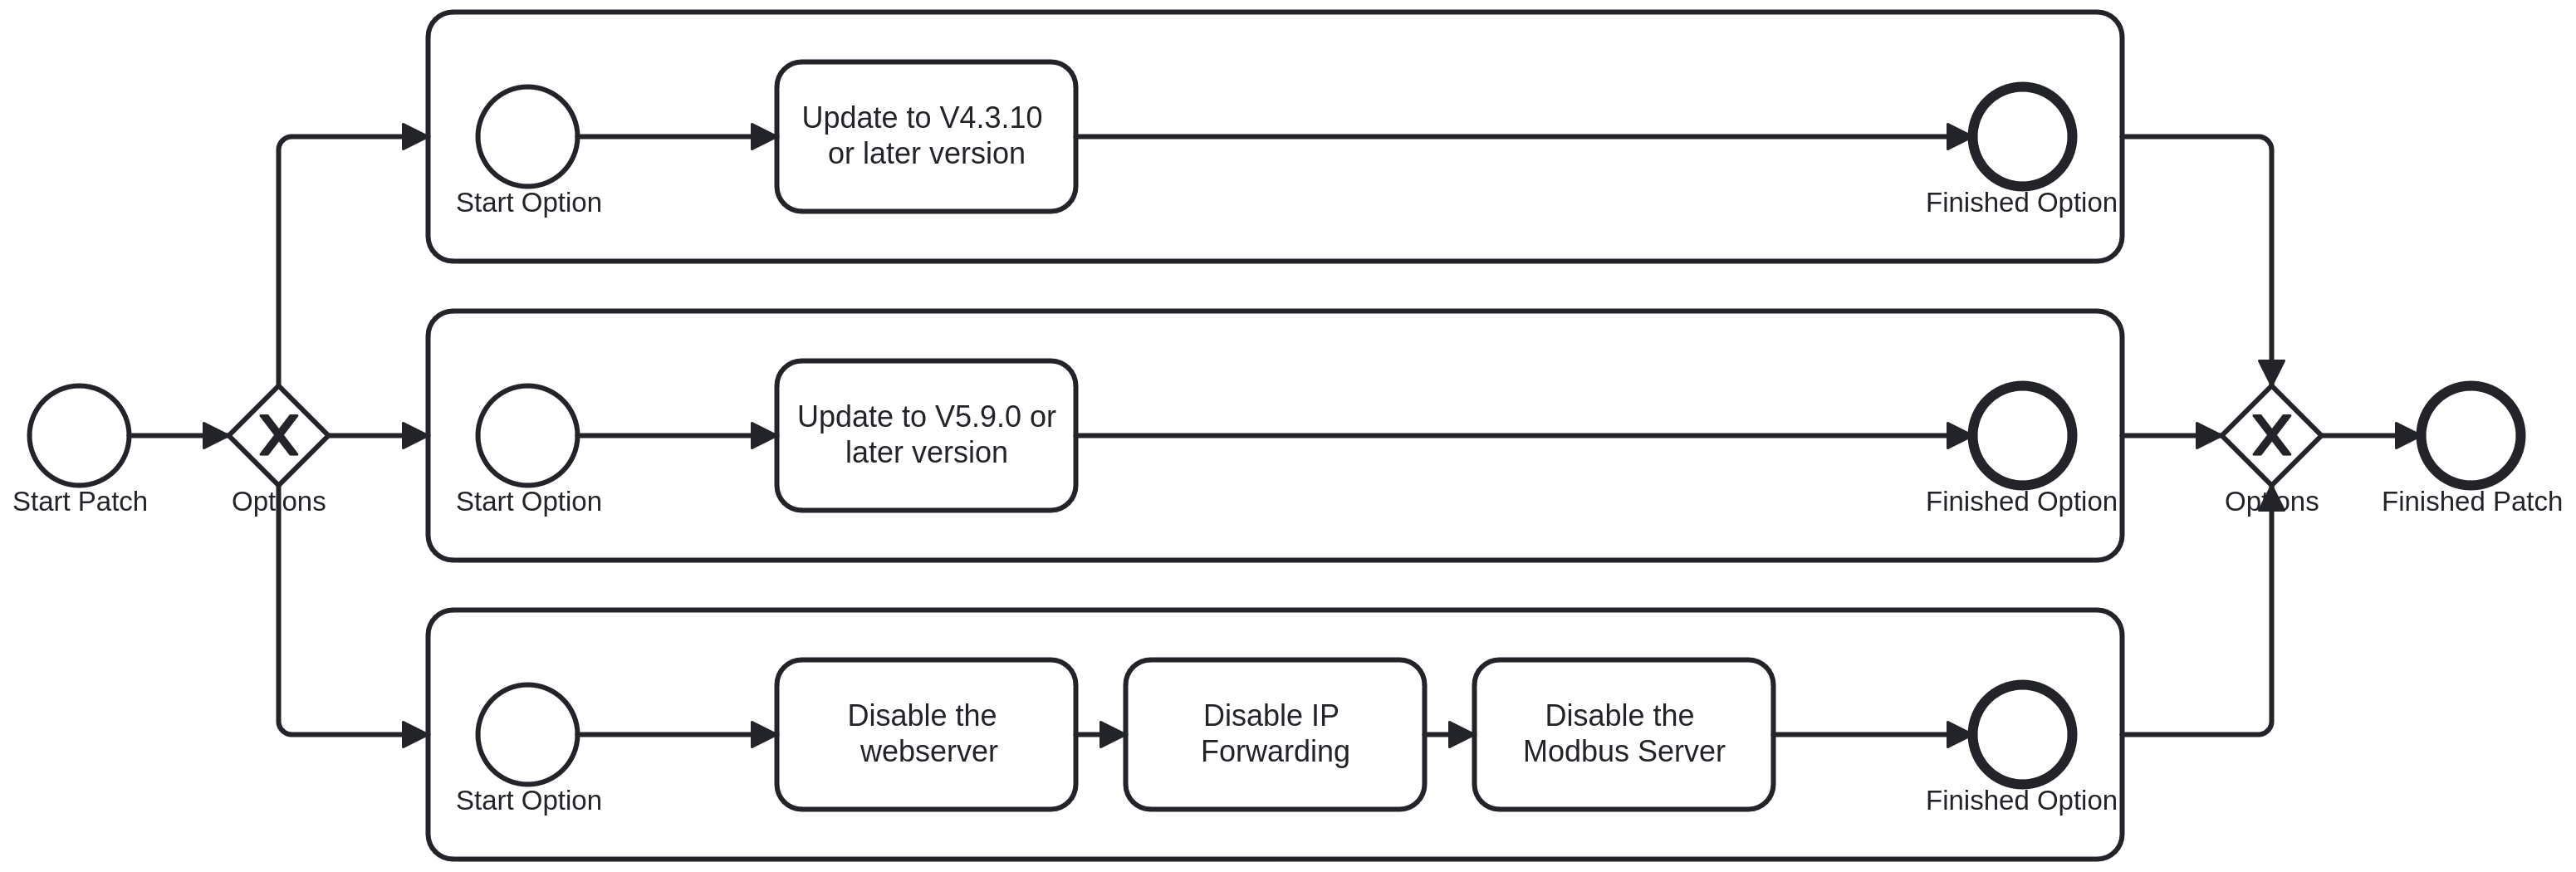 Update to V4.3.10
or later version
Start Option
Finished Option
Update to V5.9.0 or
later version
Start Patch
Options
Start Option
Finished Option
Options
Finished Patch
Disable the
webserver
Disable IP
Forwarding
Disable the
Modbus Server
Start Option
Finished Option